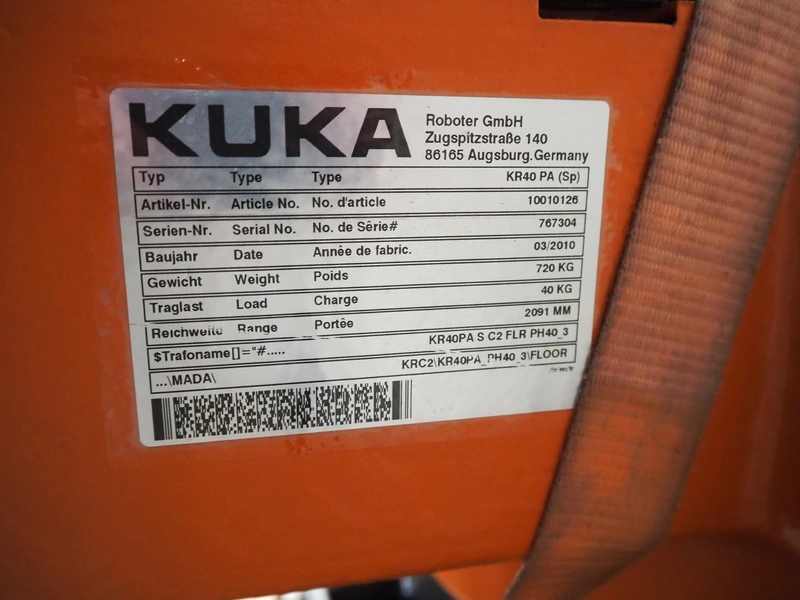 KUKA
Roboter GmbH
Zugspitzstraße 140
86165 Augsburg.Germany
Typ Type Type KR40 PA (Sp)
Artikel-Nr. Article No. No. d'article 10010126
Serien-Nr. Serial No. No. de Sêrie# 767304
Baujahr Date Annêe de fabric. 03/2010
Gewicht Weight Poids 720 KG
Traglast Load Charge 40 KG
Reichweite Range Portêe 2091 MM
$Trafoname[]="#..... KR40PA S C2 FLR PH40_3
...\MADA\ KRC2\KR40PA_PH40_3\FLOOR